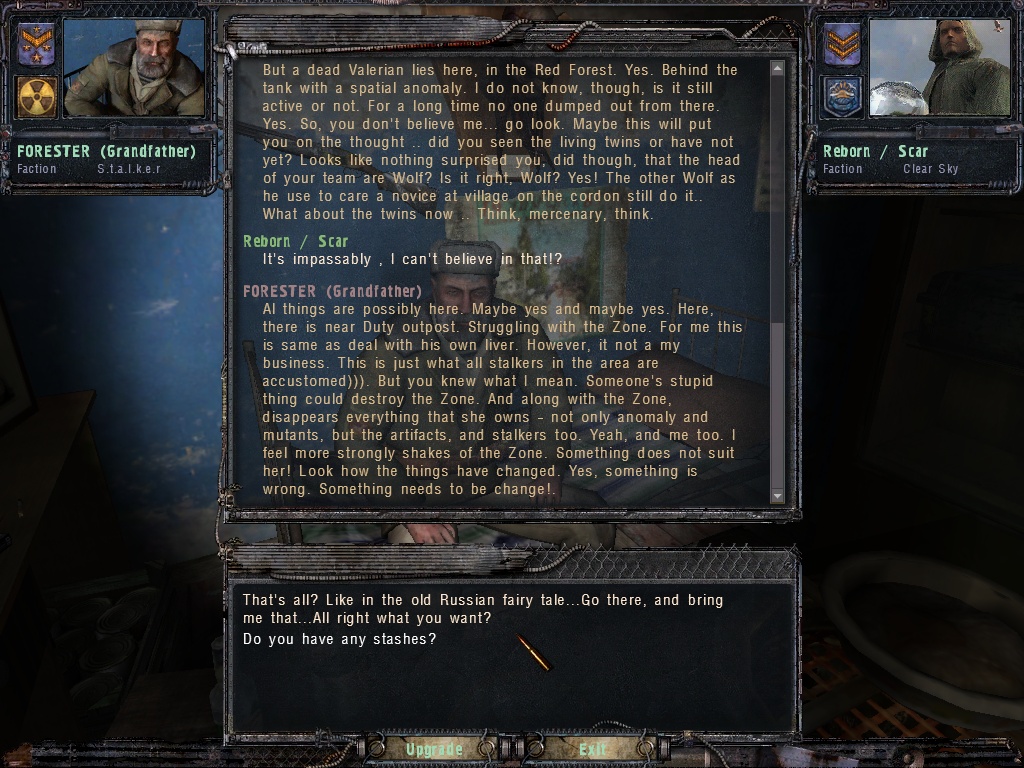 FORESTER (Grandfather)
Faction S.t.a.l.k.e.r
Reborn / Scar
Faction Clear Sky
But a dead Valerian lies here, in the Red Forest. Yes. Behind the
tank with a spatial anomaly. I do not know, though, is it still
active or not. For a long time no one dumped out from there.
Yes. So, you don't believe me... go look. Maybe this will put
you on the thought .. did you seen the living twins or have not
yet? Looks like nothing surprised you, did though, that the head
of your team are Wolf? Is it right, Wolf? Yes! The other Wolf as
he use to care a novice at village on the cordon still do it..
What about the twins now .. Think, mercenary, think.
Reborn / Scar
It's impassably , I can't believe in that!?
FORESTER (Grandfather)
Al things are possibly here. Maybe yes and maybe yes. Here,
there is near Duty outpost. Struggling with the Zone. For me this
is same as deal with his own liver. However, it not a my
business. This is just what all stalkers in the area are
accustomed))). But you knew what I mean. Someone's stupid
thing could destroy the Zone. And along with the Zone,
disappears everything that she owns - not only anomaly and
mutants, but the artifacts, and stalkers too. Yeah, and me too. I
feel more strongly shakes of the Zone. Something does not suit
her! Look how the things have changed. Yes, something is
wrong. Something needs to be change!.
That's all? Like in the old Russian fairy tale...Go there, and bring
me that...All right what you want?
Do you have any stashes?
Upgrade
Exit